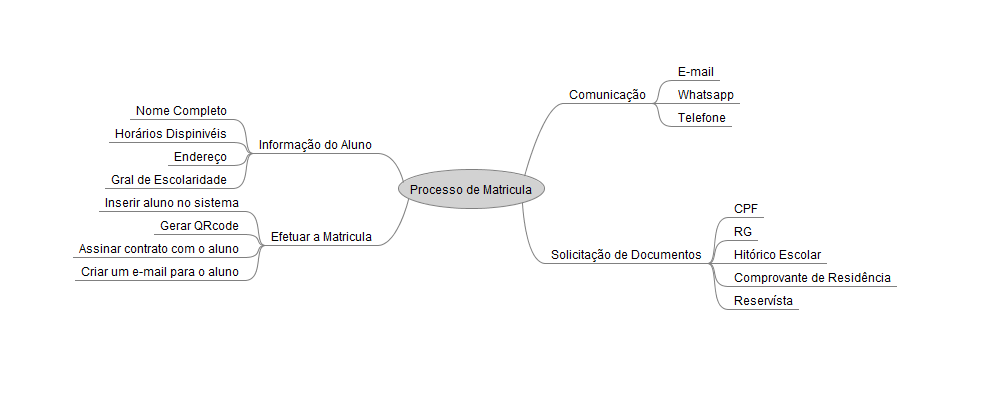 Processo de Matricula
Comunicação
E-mail
Whatsapp
Telefone
Solicitação de Documentos
CPF
RG
Hitórico Escolar
Comprovante de Residência
Reservísta
Informação do Aluno
Nome Completo
Horários Dispinivéis
Endereço
Gral de Escolaridade
Efetuar a Matricula
Inserir aluno no sistema
Gerar QRcode
Assinar contrato com o aluno
Criar um e-mail para o aluno